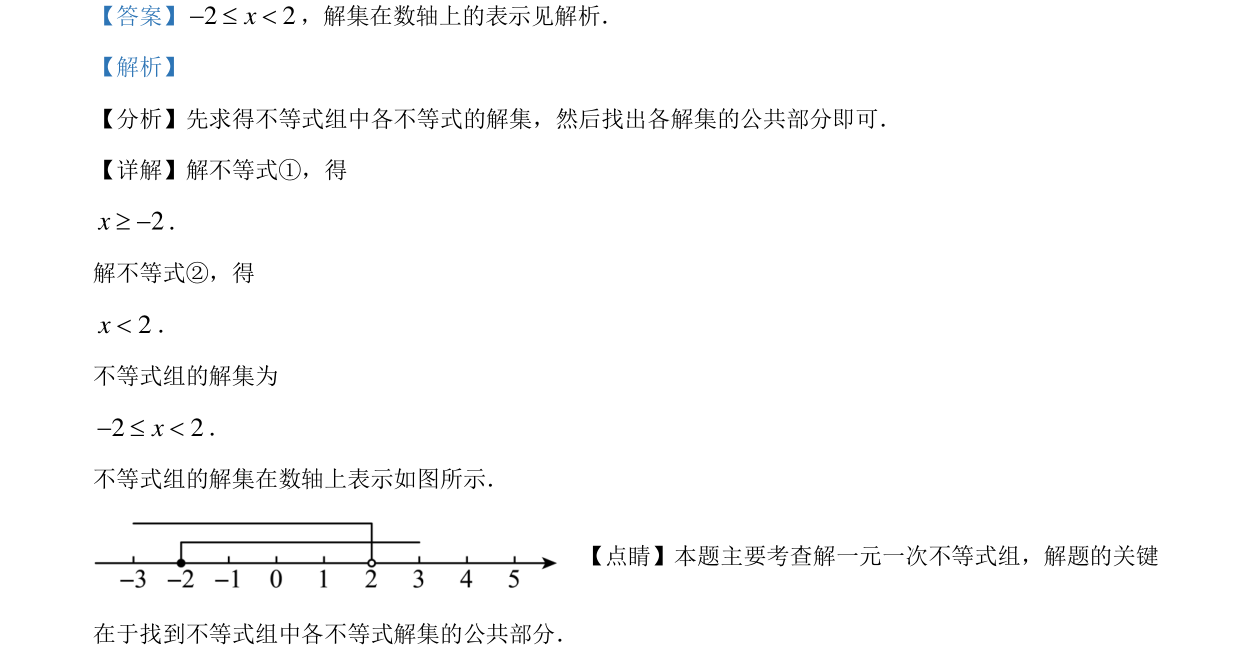 【答案】−2 ≤ x < 2，解集在数轴上的表示见解析．
【解析】
【分析】先求得不等式组中各不等式的解集，然后找出各解集的公共部分即可．
【详解】解不等式①，得
x ≥ −2．
解不等式②，得
x < 2．
不等式组的解集为
−2 ≤ x < 2．
不等式组的解集在数轴上表示如图所示．
−3 −2 −1 0 1 2 3 4 5
【点睛】本题主要考查解一元一次不等式组，解题的关键
在于找到不等式组中各不等式解集的公共部分．